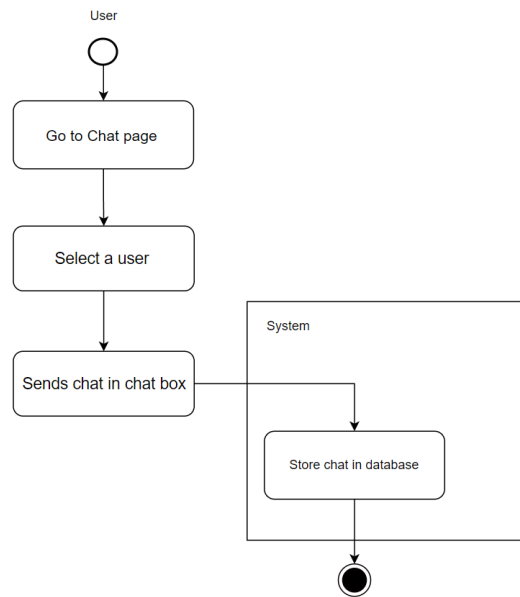 User
Go to Chat page
Select a user
System
Sends chat in chat box
Store chat in database